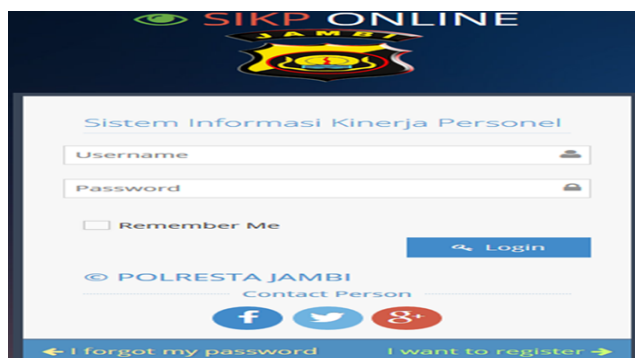 SIKP ONLINE
JAMBI
Sistem Informasi Kinerja Personel
Username
Password
Remember Me
Login
© POLRESTA JAMBI
Contact Person
f
8+
I forgot my password
I want to register